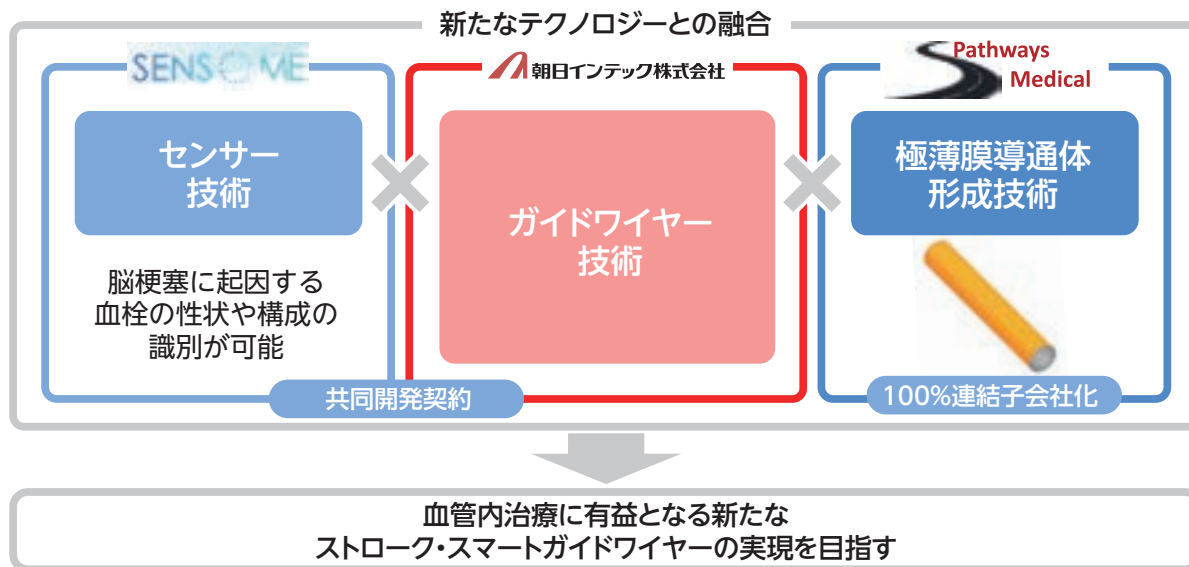 新たなテクノロジーとの融合
SENSOME
センサー
技術
脳梗塞に起因する
血栓の性状や構成の
識別が可能
朝日インテック株式会社
ガイドワイヤー
技術
共同開発契約
Pathways
Medical
極薄膜導通体
形成技術
100%連結子会社化
血管内治療に有益となる新たな
ストローク・スマートガイドワイヤーの実現を目指す